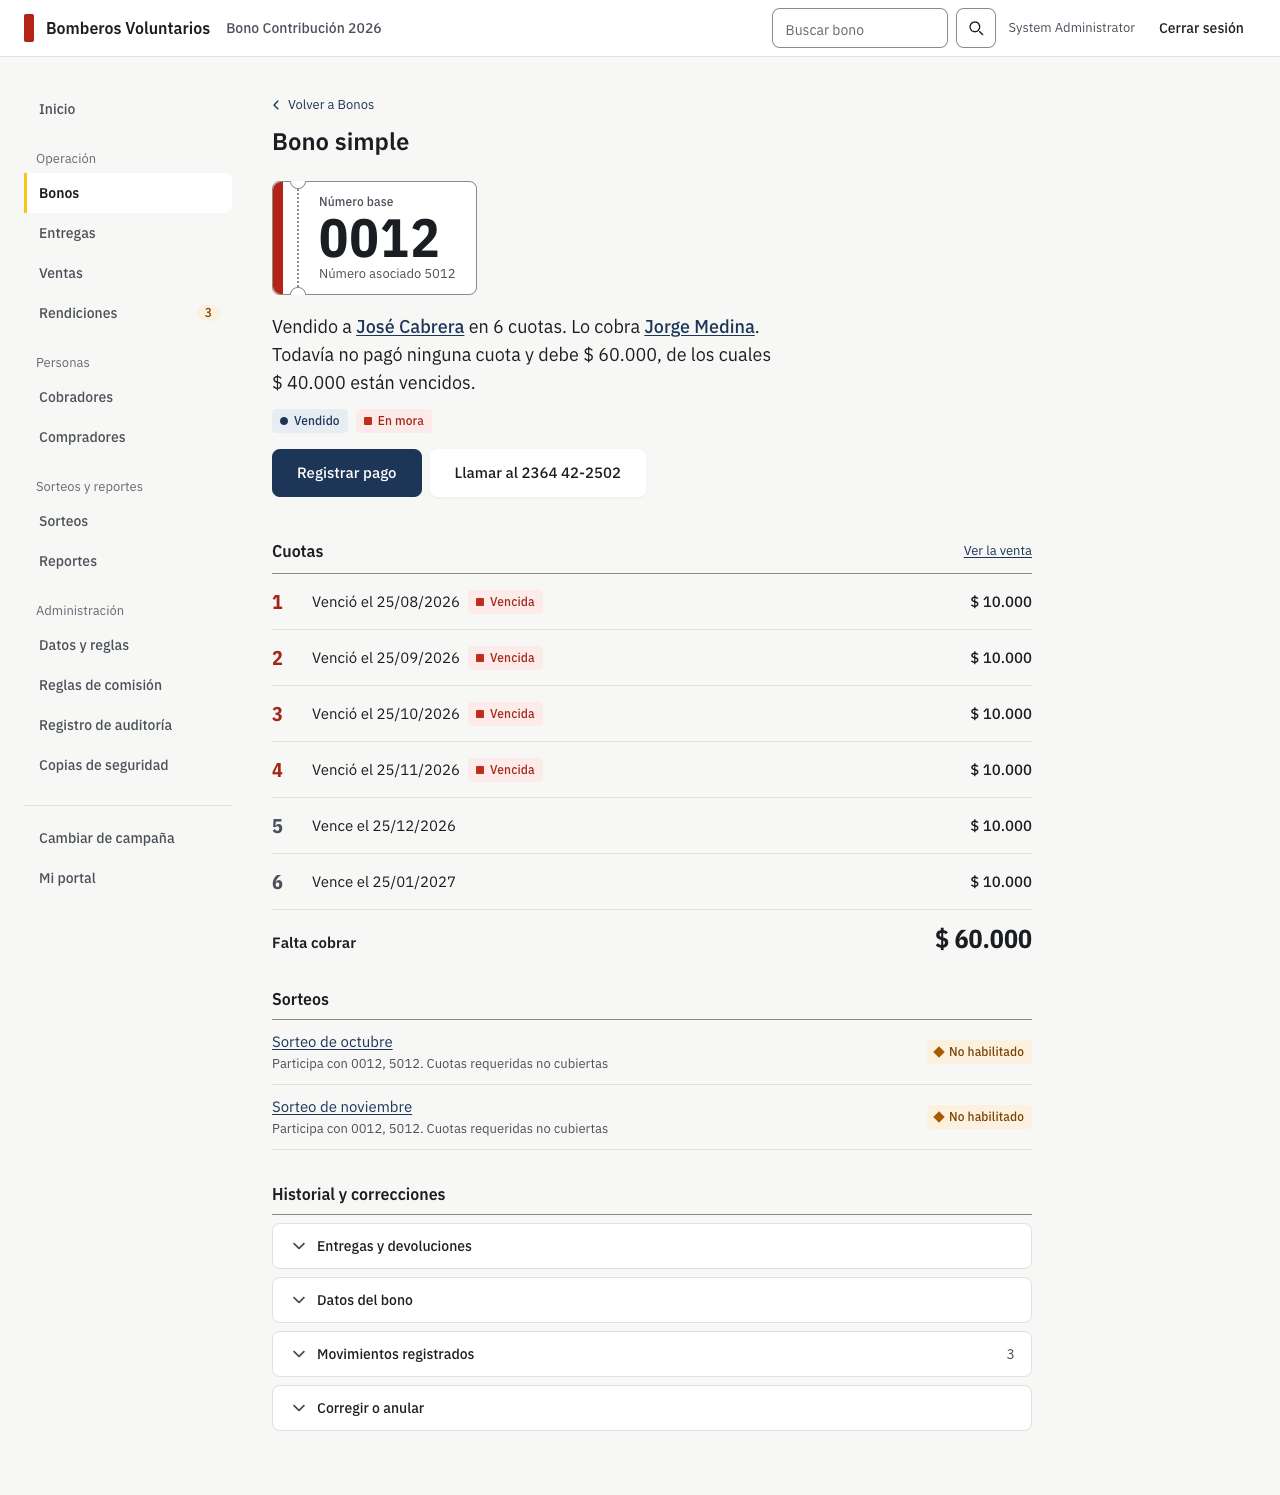 Bomberos Voluntarios
Bono Contribución 2026
Buscar bono
System Administrator
Cerrar sesión
Inicio
Operación
Bonos
Entregas
Ventas
Rendiciones 3
Personas
Cobradores
Compradores
Sorteos y reportes
Sorteos
Reportes
Administración
Datos y reglas
Reglas de comisión
Registro de auditoría
Copias de seguridad
Cambiar de campaña
Mi portal
Volver a Bonos
Bono simple
Número base
0012
Número asociado 5012
Vendido a José Cabrera en 6 cuotas. Lo cobra Jorge Medina.
Todavía no pagó ninguna cuota y debe $ 60.000, de los cuales
$ 40.000 están vencidos.
Vendido En mora
Registrar pago Llamar al 2364 42-2502
Cuotas Ver la venta
1 Venció el 25/08/2026 Vencida $ 10.000
2 Venció el 25/09/2026 Vencida $ 10.000
3 Venció el 25/10/2026 Vencida $ 10.000
4 Venció el 25/11/2026 Vencida $ 10.000
5 Vence el 25/12/2026 $ 10.000
6 Vence el 25/01/2027 $ 10.000
Falta cobrar $ 60.000
Sorteos
Sorteo de octubre No habilitado
Participa con 0012, 5012. Cuotas requeridas no cubiertas
Sorteo de noviembre No habilitado
Participa con 0012, 5012. Cuotas requeridas no cubiertas
Historial y correcciones
Entregas y devoluciones
Datos del bono
Movimientos registrados 3
Corregir o anular